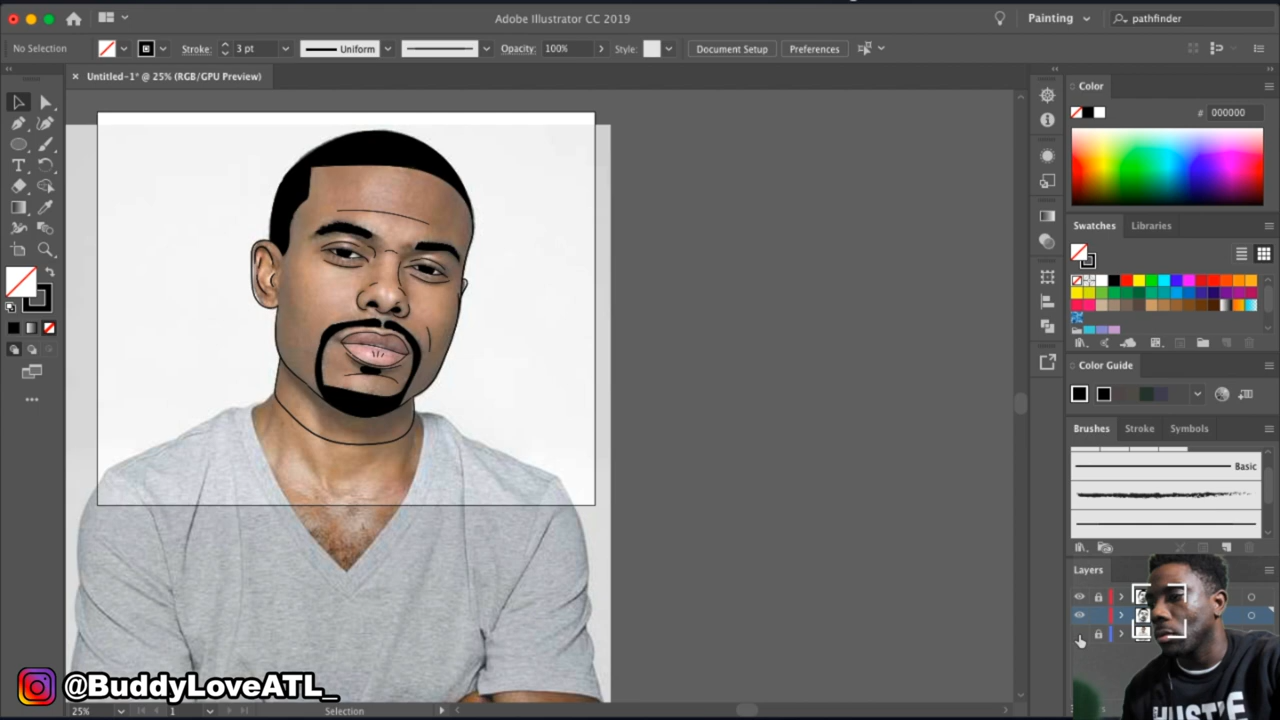 Adobe Illustrator CC 2019
Painting
pathfinder
No Selection
Stroke:
3 pt
Uniform
Opacity:
100%
Style:
Document Setup
Preferences
Untitled-1* @ 25% (RGB/GPU Preview)
Color
# 000000
Swatches
Libraries
Color Guide
Brushes
Stroke
Symbols
Basic
Layers
@BuddyLoveATL_
HUSTLE
25%
1
Selection